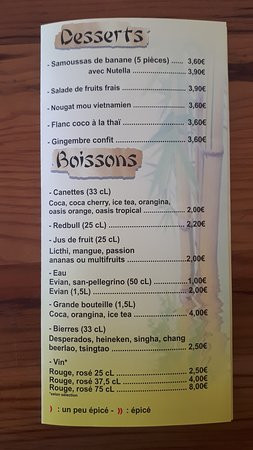 Desserts
- Samoussas de banane (5 pièces) ..... 3,60€
avec Nutella ................... 3,90€
- Salade de fruits frais .................. 3,90€
- Nougat mou vietnamien ............. 3,60€
- Flanc coco à la thaï ..................... 3,60€
- Gingembre confit ........................ 3,60€
Boissons
- Canettes (33 cL)
Coca, coca cherry, ice tea, orangina,
oasis orange, oasis tropical ............ 2,00€
- Redbull (25 cL) ......................... 2,20€
- Jus de fruit (25 cL)
Licthi, mangue, passion
ananas ou multifruits .................. 2,00€
- Eau
Evian, san-pellegrino (50 cL) ......... 1,00€
Evian (1,5L) ............................ 2,00€
- Grande bouteille (1,5L)
Coca, orangina, ice tea ................ 4,00€
- Bierres (33 cL)
Desperados, heineken, singha, chang
beerlao, tsingtao ........................ 2,50€
- Vin*
Rouge, rosé 25 cL ...................... 2,50€
Rouge, rosé 37,5 cL .................... 4,00€
Rouge, rosé 75 cL ...................... 8,00€
*selon selection
) : un peu épicé - )) : épicé